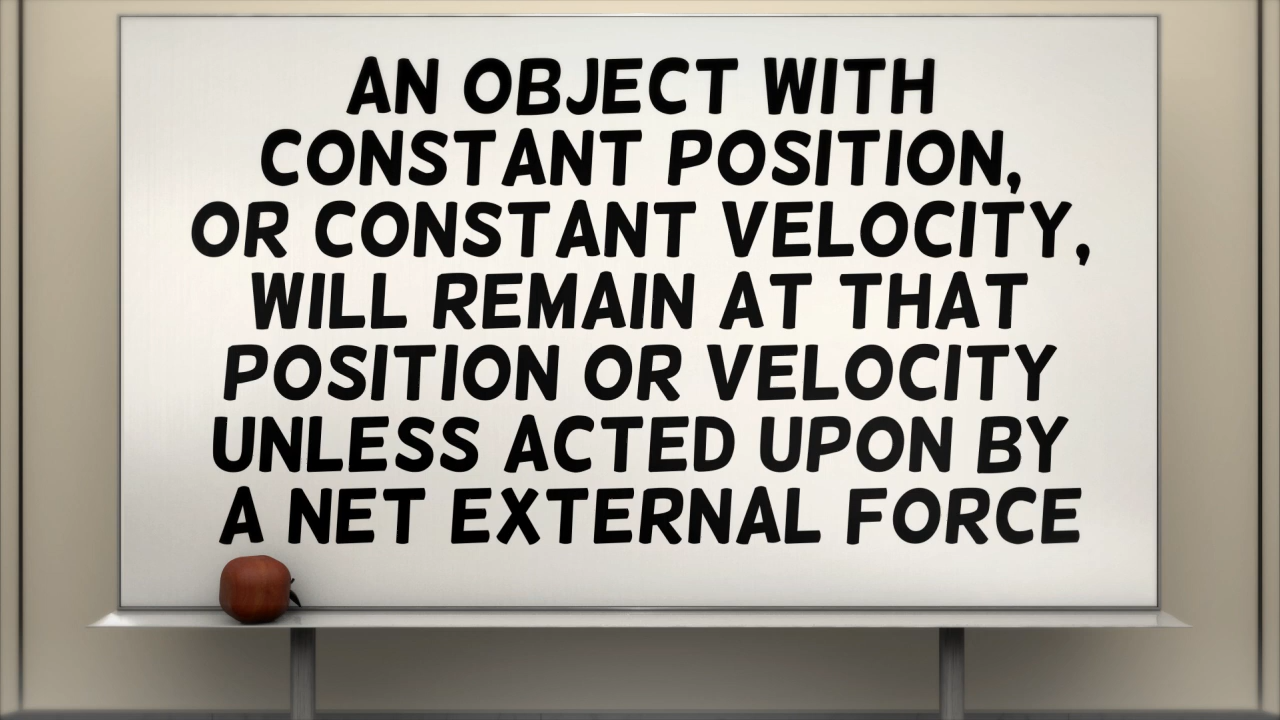 AN OBJECT WITH
CONSTANT POSITION,
OR CONSTANT VELOCITY,
WILL REMAIN AT THAT
POSITION OR VELOCITY
UNLESS ACTED UPON BY
A NET EXTERNAL FORCE